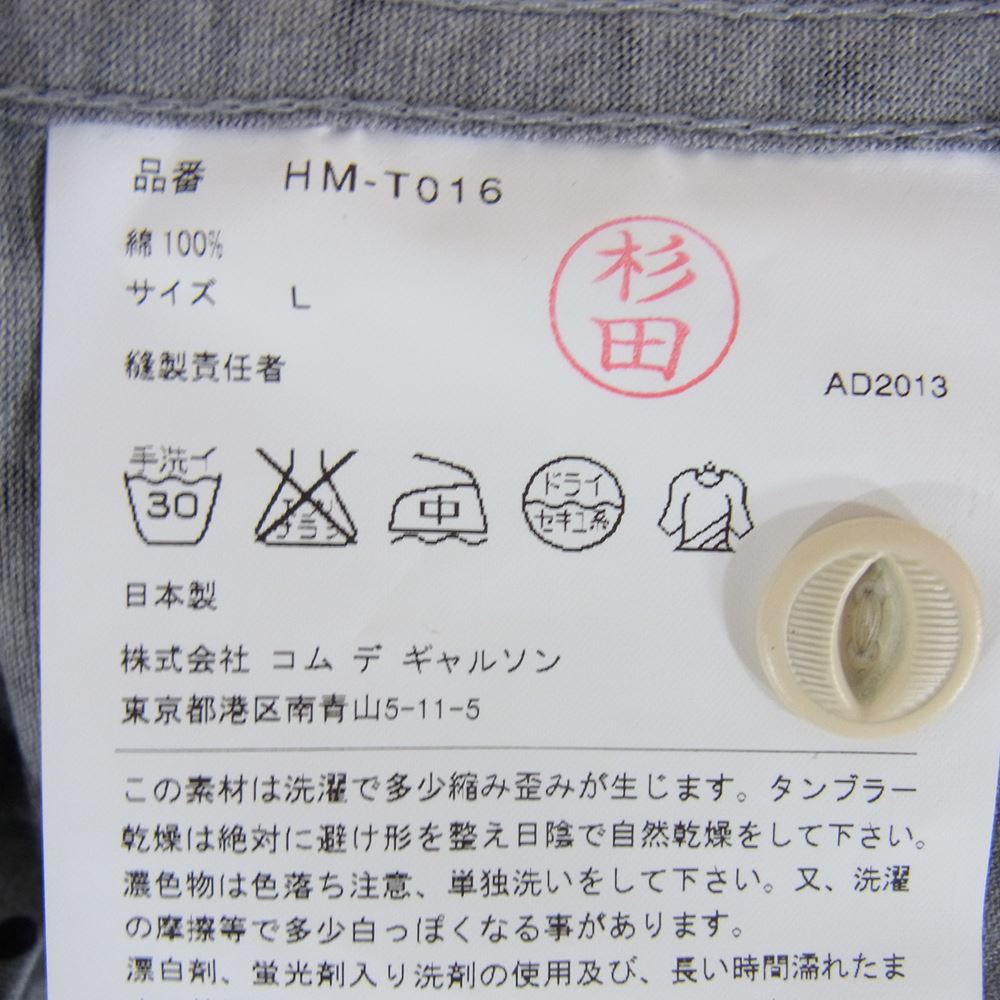 品番 HM-T016
綿 100%
サイズ L
杉田
縫製責任者
AD2013
手洗イ
30
エンソ
サラシ
中
ドライ
セキユ系
日本製
株式会社 コム デ ギャルソン
東京都港区南青山5-11-5
この素材は洗濯で多少縮み歪みが生じます。タンブラー
乾燥は絶対に避け形を整え日陰で自然乾燥をして下さい。
濃色物は色落ち注意、単独洗いをして下さい。又、洗濯
の摩擦等で多少白っぽくなる事があります。
漂白剤、蛍光剤入り洗剤の使用及び、長い時間濡れたま